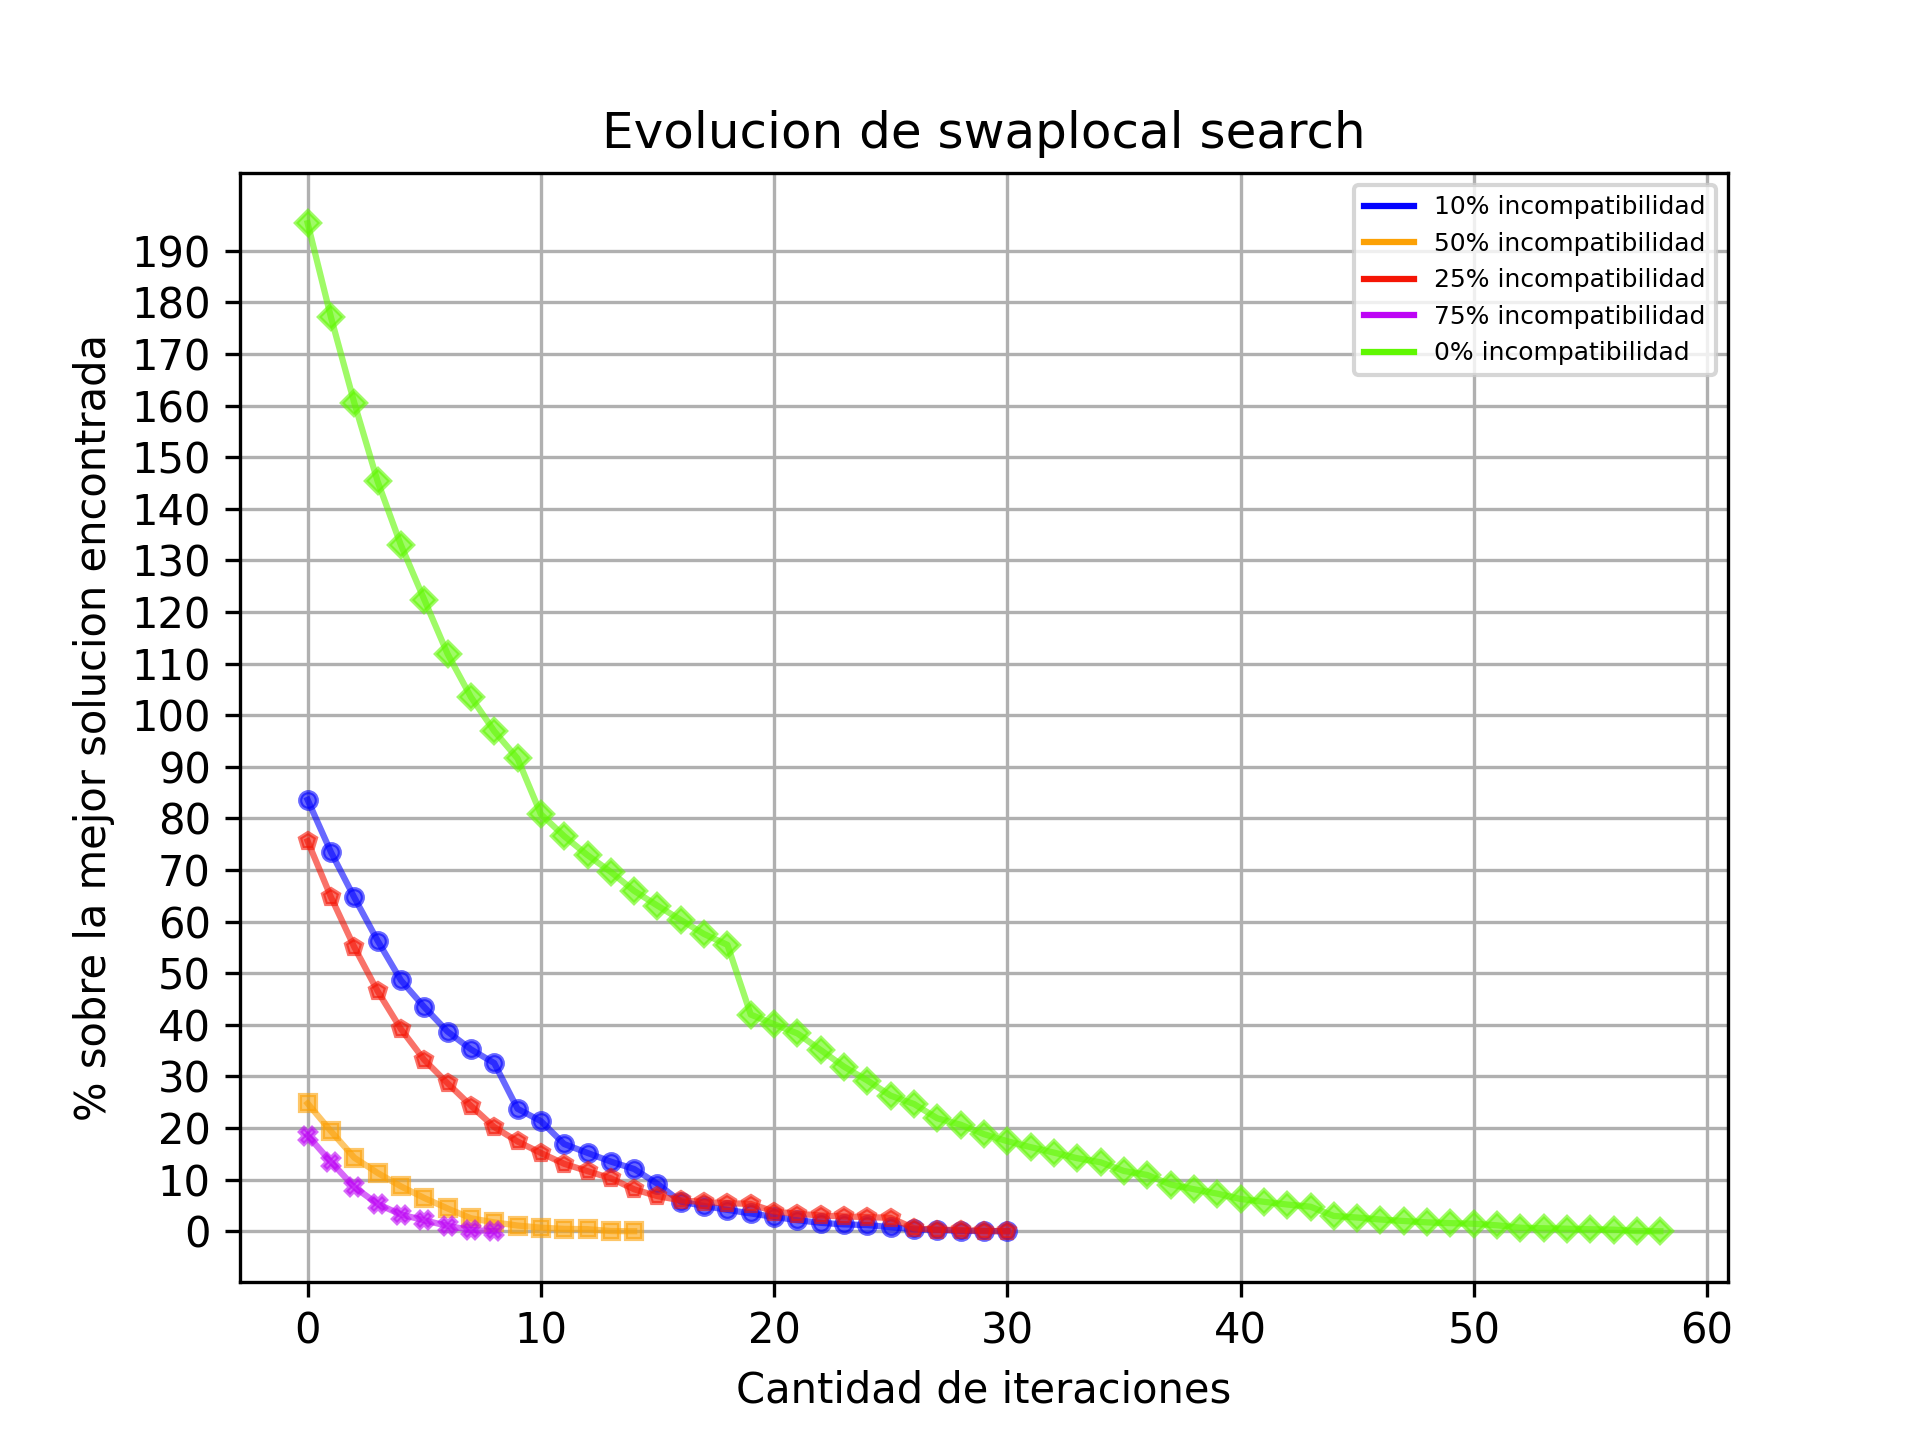 Evolucion de swaplocal search
10% incompatibilidad
50% incompatibilidad
25% incompatibilidad
75% incompatibilidad
0% incompatibilidad
% sobre la mejor solucion encontrada
190
180
170
160
150
140
130
120
110
100
90
80
70
60
50
40
30
20
10
0
0 10 20 30 40 50 60
Cantidad de iteraciones